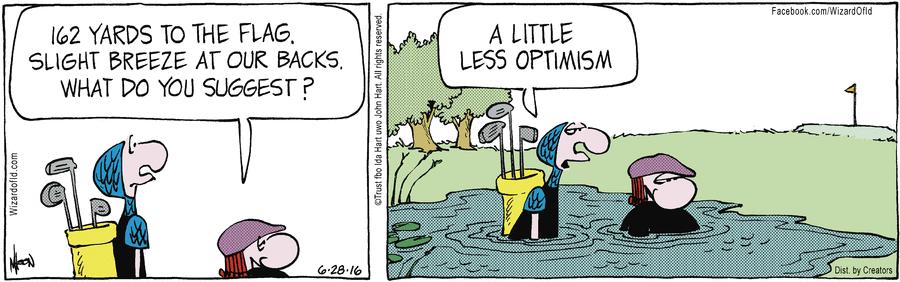 162 YARDS TO THE FLAG.
SLIGHT BREEZE AT OUR BACKS.
WHAT DO YOU SUGGEST?
Wizardofid.com
6-28-16
©Trust fbo Ida Hart uwo John Hart. All rights reserved.
A LITTLE
LESS OPTIMISM
Facebook.com/WizardOfId
Dist. by Creators